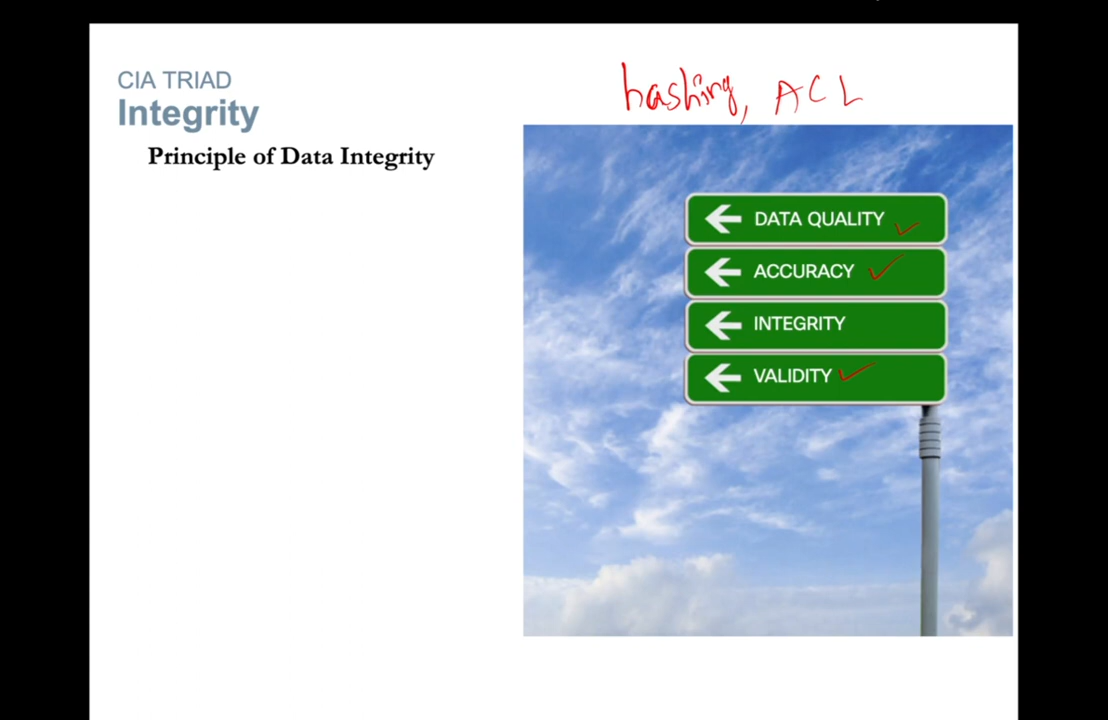 CIA TRIAD
Integrity
Principle of Data Integrity
hashing, ACL
DATA QUALITY
ACCURACY
INTEGRITY
VALIDITY